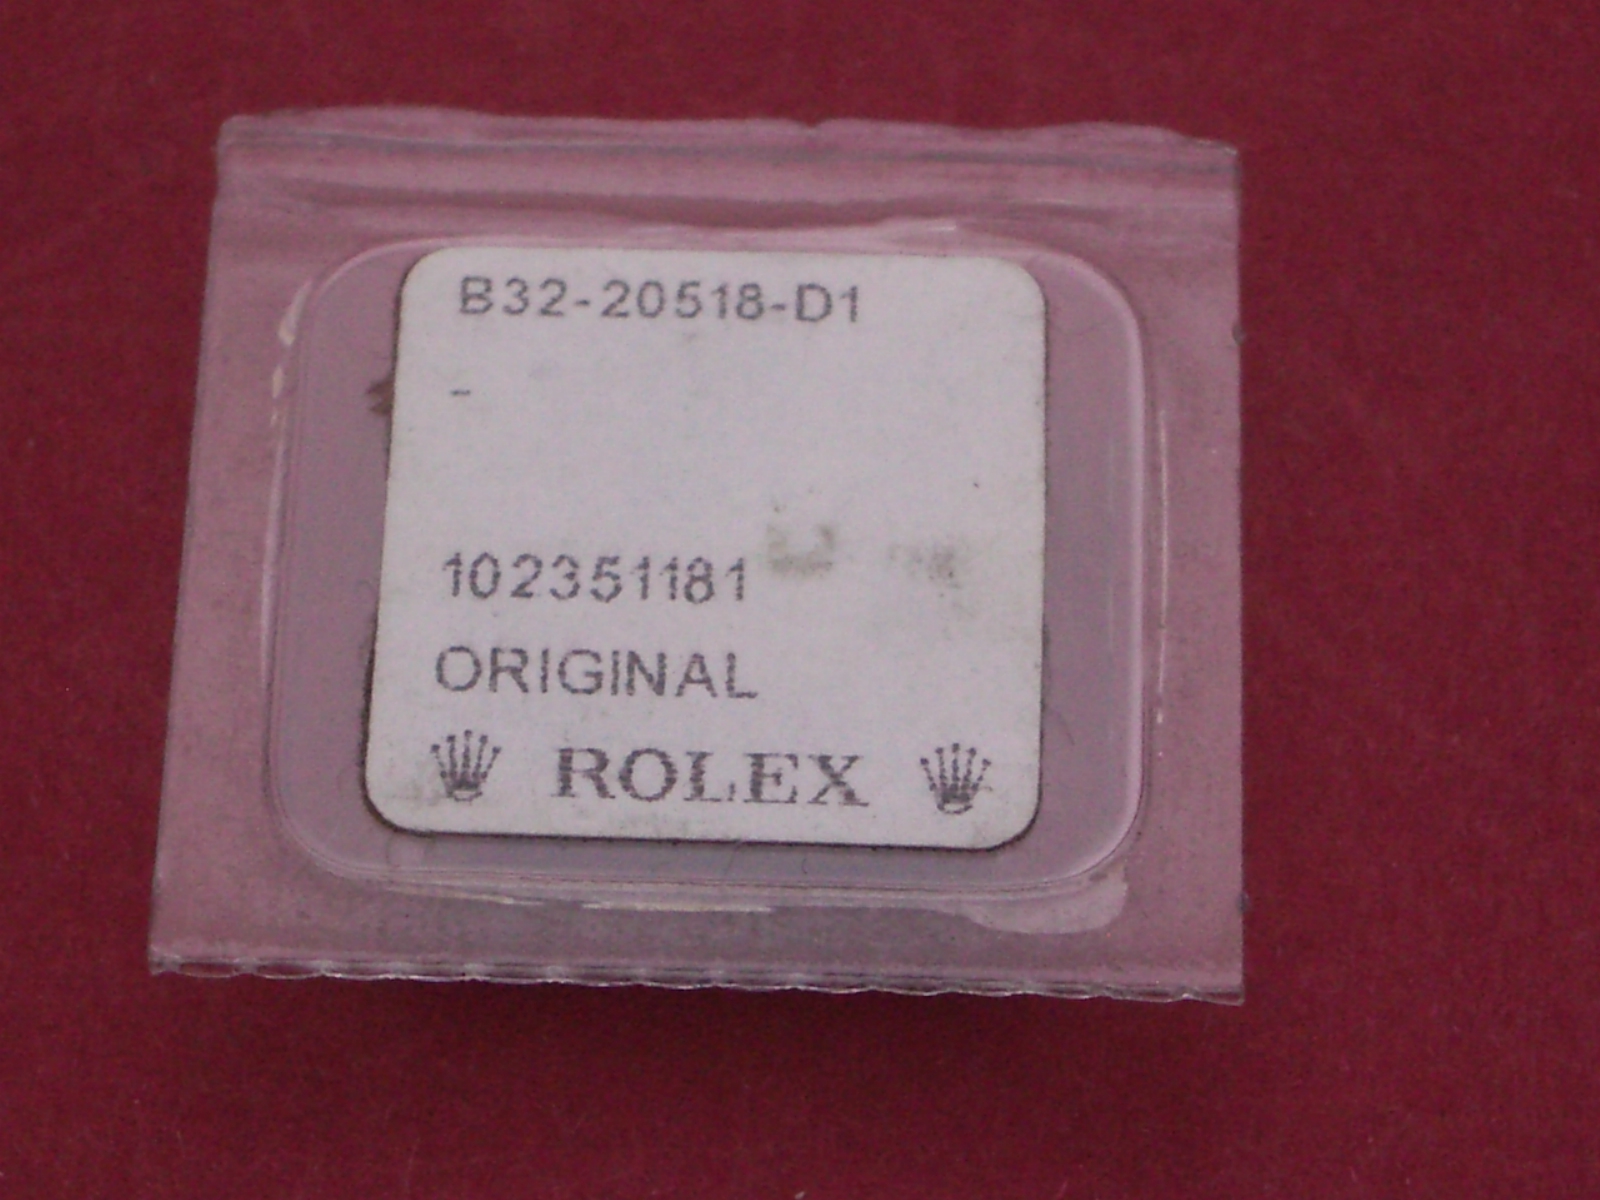 B32-20518-D1
-
102351181
ORIGINAL
ROLEX